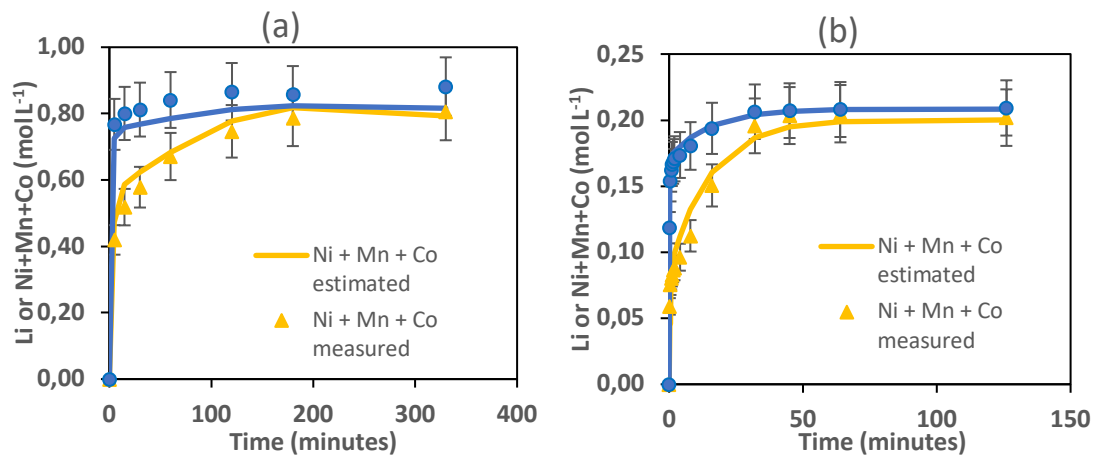 (a)
Li or Ni+Mn+Co (mol L-1)
1,00
0,80
0,60
0,40
0,20
0,00
Ni + Mn + Co
estimated
Ni + Mn + Co
measured
0
100
200
300
400
Time (minutes)
(b)
Li or Ni+Mn+Co (mol L-1)
0,25
0,20
0,15
0,10
0,05
0,00
Ni + Mn + Co
estimated
Ni + Mn + Co
measured
0
50
100
150
Time (minutes)